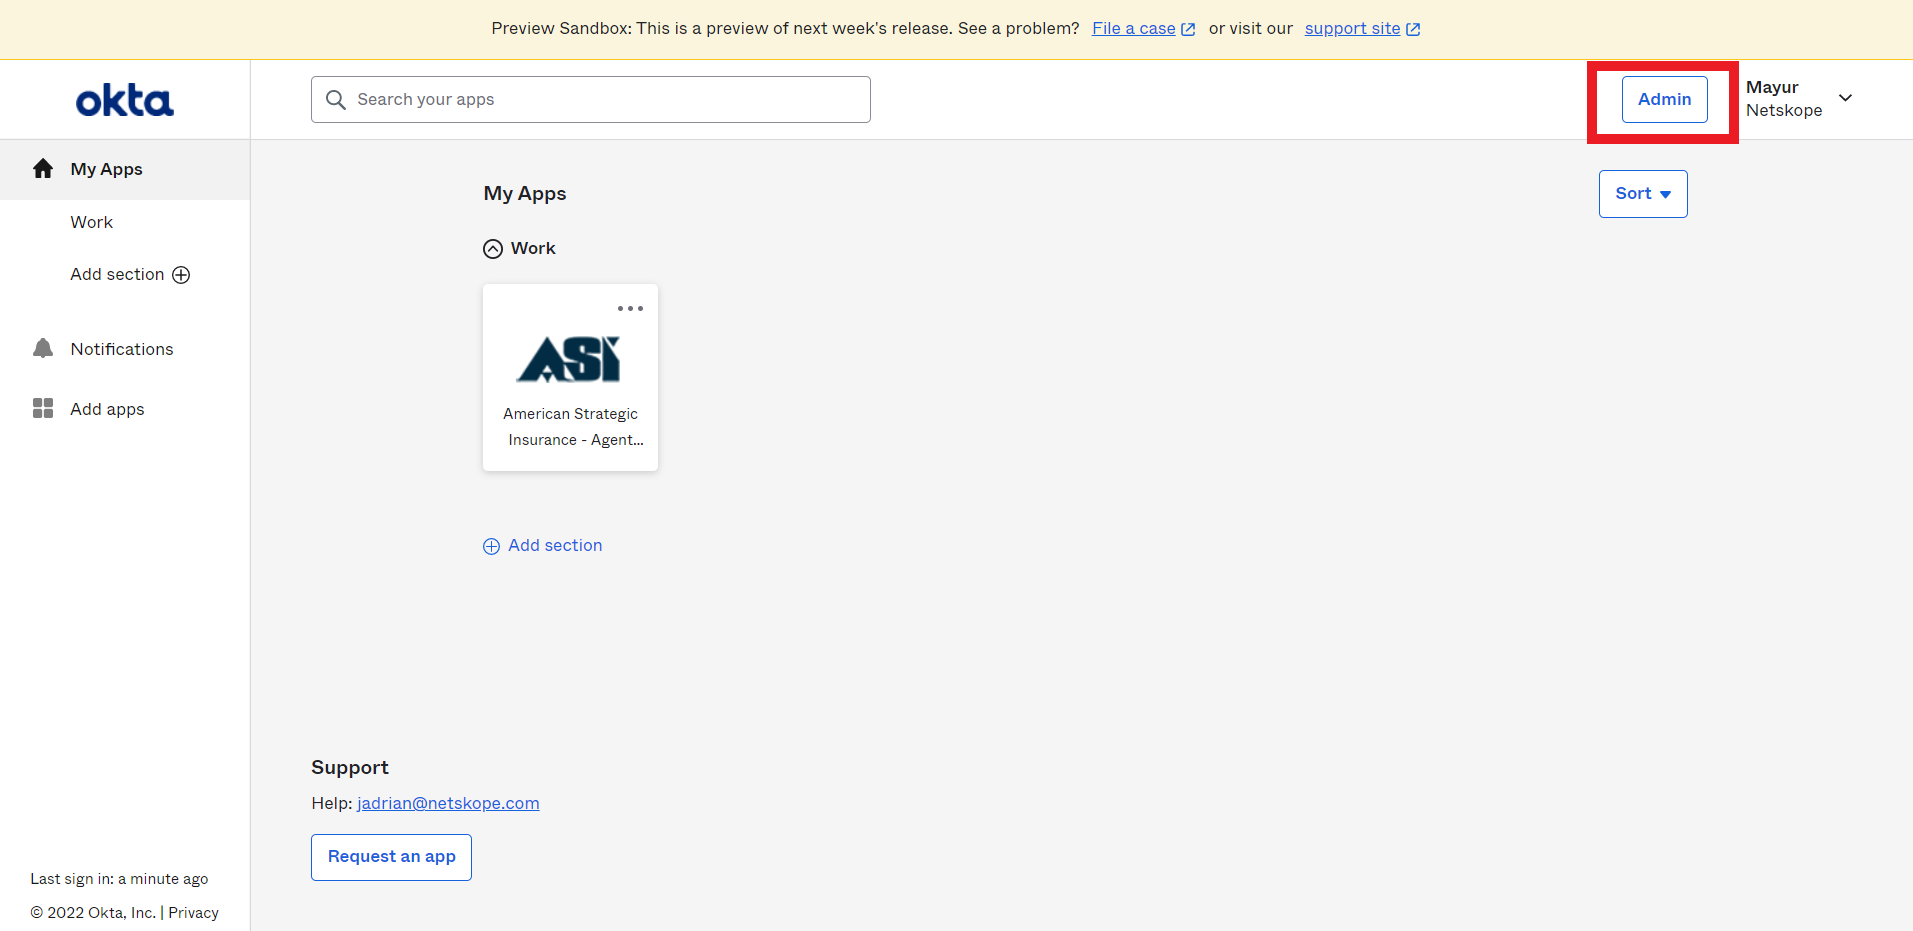 Preview Sandbox: This is a preview of next week's release. See a problem? File a case or visit our support site
okta
Search your apps
Admin
Mayur
Netskope
My Apps
Work
Add section
Notifications
Add apps
My Apps
Sort
Work
ASI
American Strategic
Insurance - Agent...
Add section
Support
Help: jadrian@netskope.com
Request an app
Last sign in: a minute ago
© 2022 Okta, Inc. | Privacy